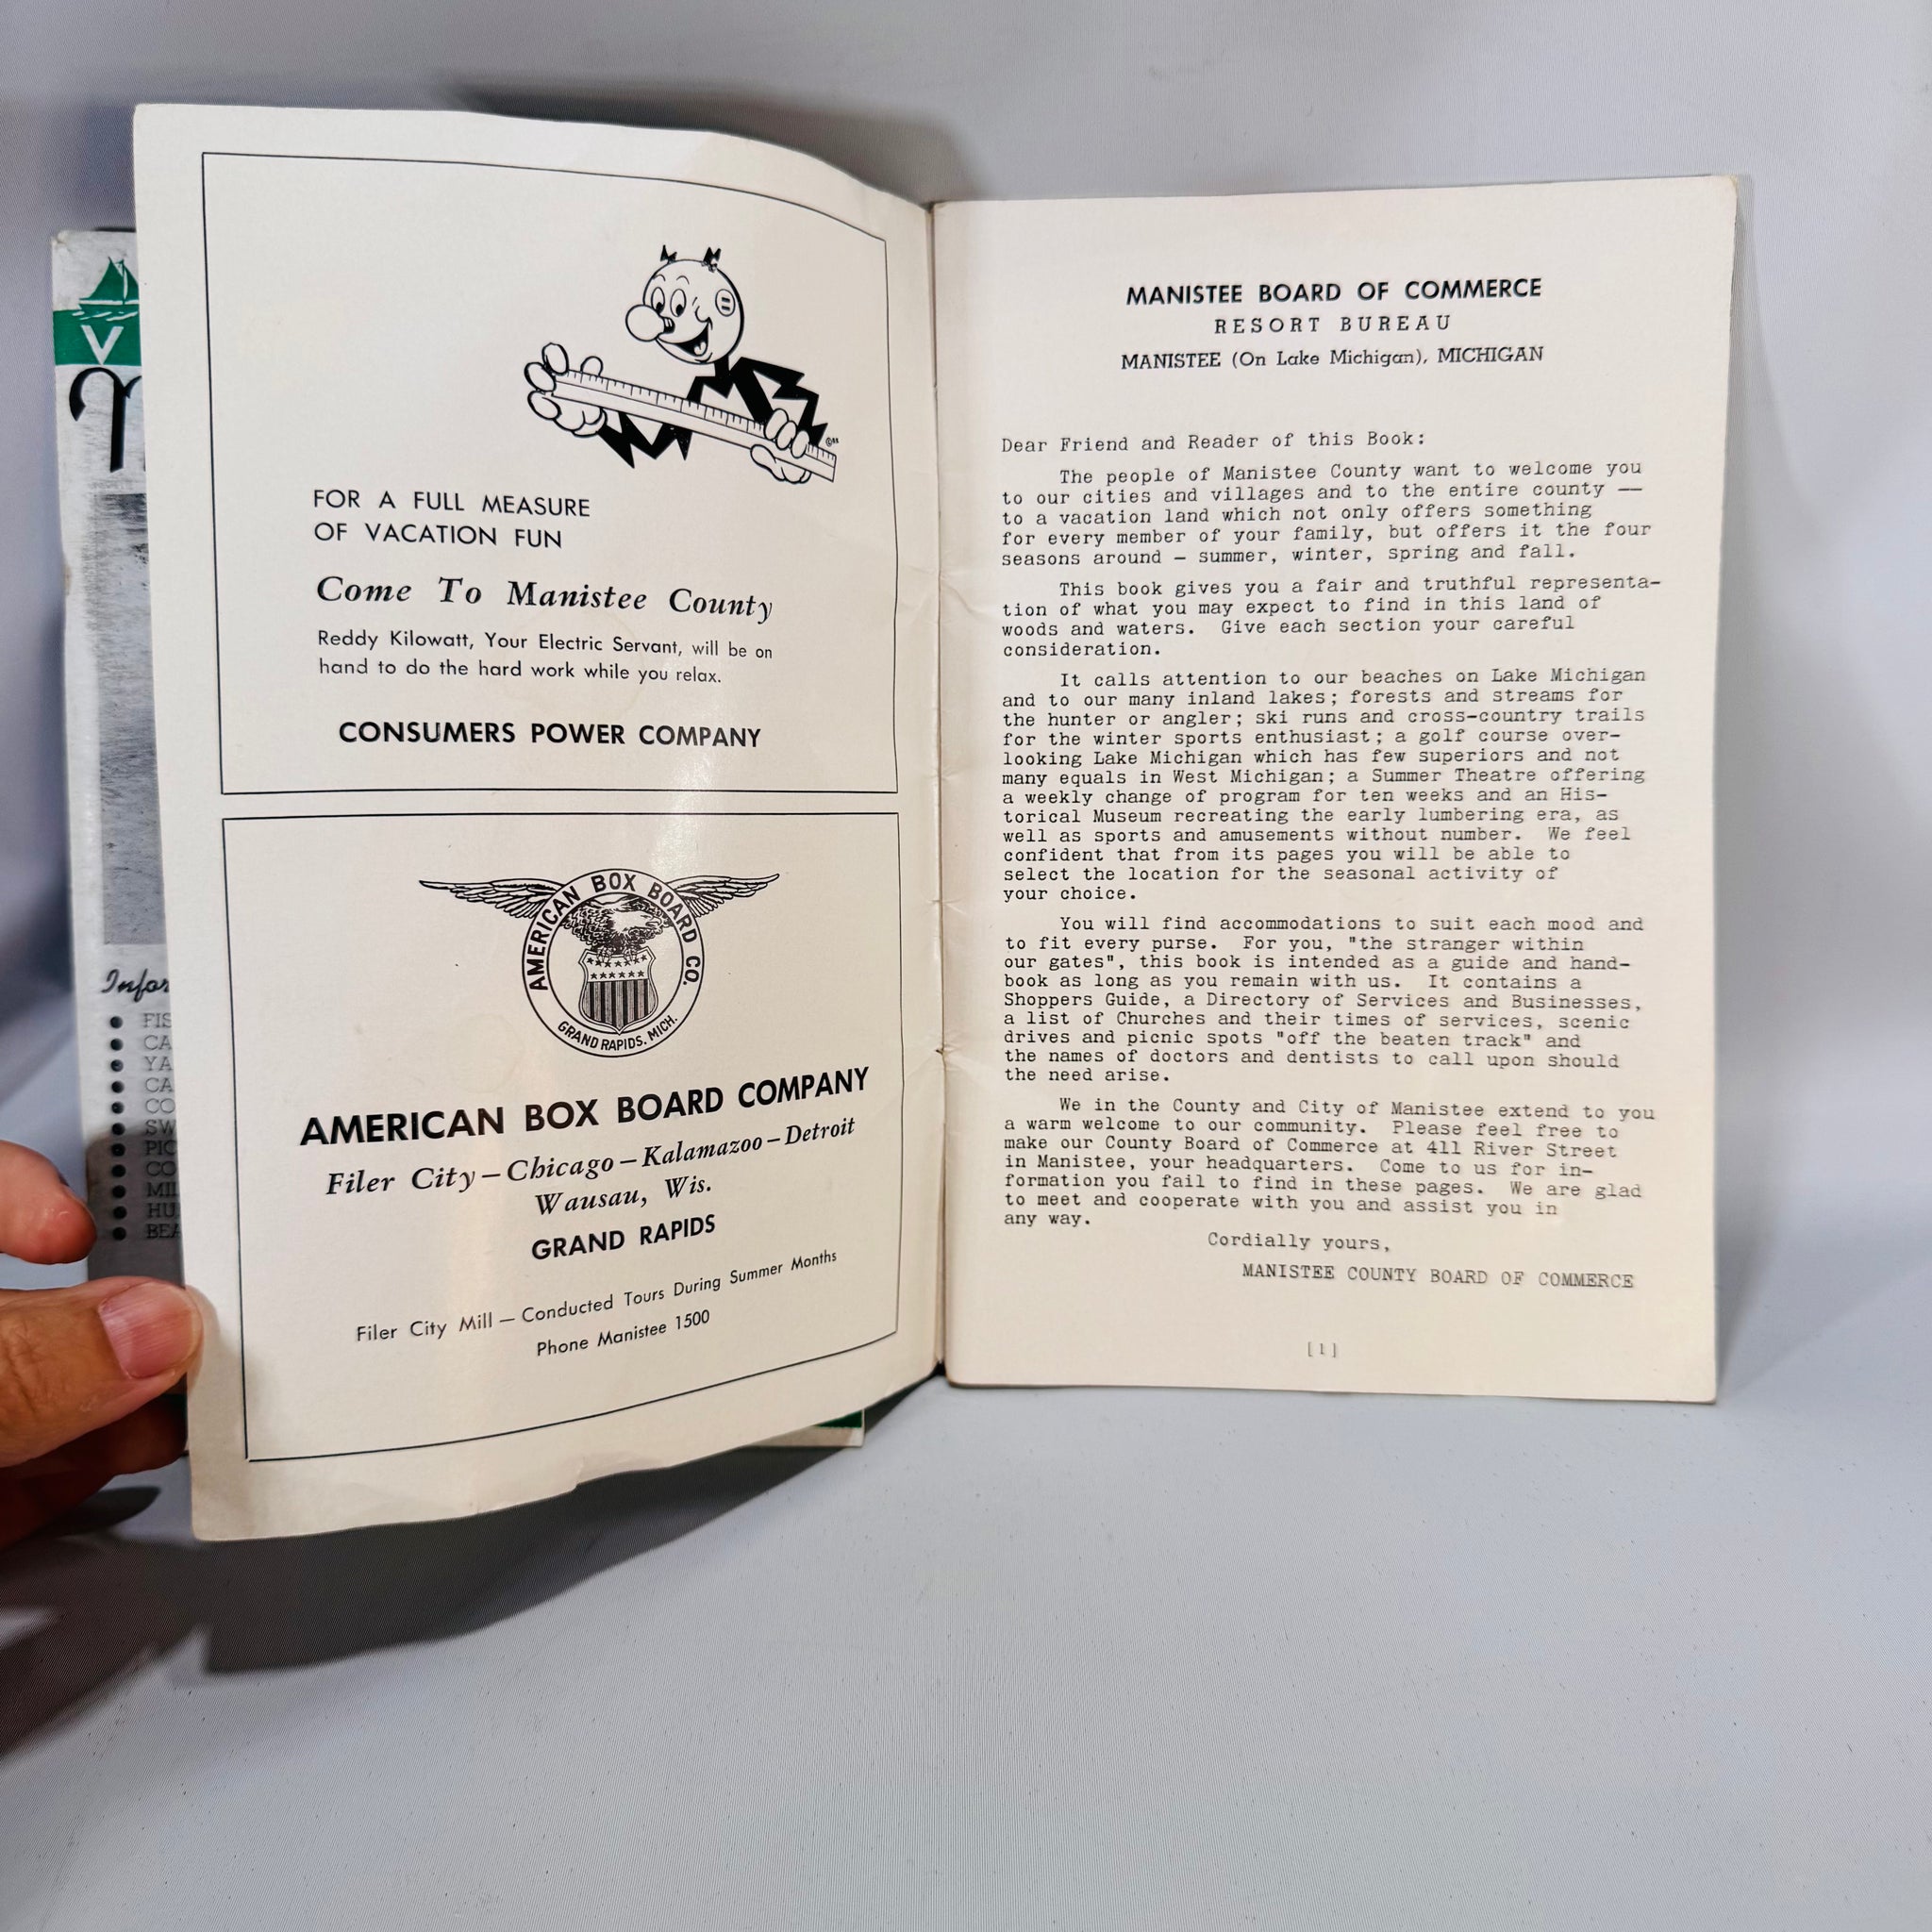 V
Infor
FIS
CA
YA
CA
CO
SW
PIC
CO
MIL
HU
BEA
FOR A FULL MEASURE
OF VACATION FUN
Come To Manistee County
Reddy Kilowatt, Your Electric Servant, will be on
hand to do the hard work while you relax.
CONSUMERS POWER COMPANY
AMERICAN BOX BOARD CO.
GRAND RAPIDS. MICH.
AMERICAN BOX BOARD COMPANY
Filer City — Chicago — Kalamazoo — Detroit
Wausau, Wis.
GRAND RAPIDS
Filer City Mill — Conducted Tours During Summer Months
Phone Manistee 1500
MANISTEE BOARD OF COMMERCE
RESORT BUREAU
MANISTEE (On Lake Michigan), MICHIGAN
Dear Friend and Reader of this Book:
The people of Manistee County want to welcome you
to our cities and villages and to the entire county --
to a vacation land which not only offers something
for every member of your family, but offers it the four
seasons around - summer, winter, spring and fall.
This book gives you a fair and truthful representa-
tion of what you may expect to find in this land of
woods and waters. Give each section your careful
consideration.
It calls attention to our beaches on Lake Michigan
and to our many inland lakes; forests and streams for
the hunter or angler; ski runs and cross-country trails
for the winter sports enthusiast; a golf course over-
looking Lake Michigan which has few superiors and not
many equals in West Michigan; a Summer Theatre offering
a weekly change of program for ten weeks and an His-
torical Museum recreating the early lumbering era, as
well as sports and amusements without number. We feel
confident that from its pages you will be able to
select the location for the seasonal activity of
your choice.
You will find accommodations to suit each mood and
to fit every purse. For you, "the stranger within
our gates", this book is intended as a guide and hand-
book as long as you remain with us. It contains a
Shoppers Guide, a Directory of Services and Businesses,
a list of Churches and their times of services, scenic
drives and picnic spots "off the beaten track" and
the names of doctors and dentists to call upon should
the need arise.
We in the County and City of Manistee extend to you
a warm welcome to our community. Please feel free to
make our County Board of Commerce at 411 River Street
in Manistee, your headquarters. Come to us for in-
formation you fail to find in these pages. We are glad
to meet and cooperate with you and assist you in
any way.
Cordially yours,
MANISTEE COUNTY BOARD OF COMMERCE
[1]